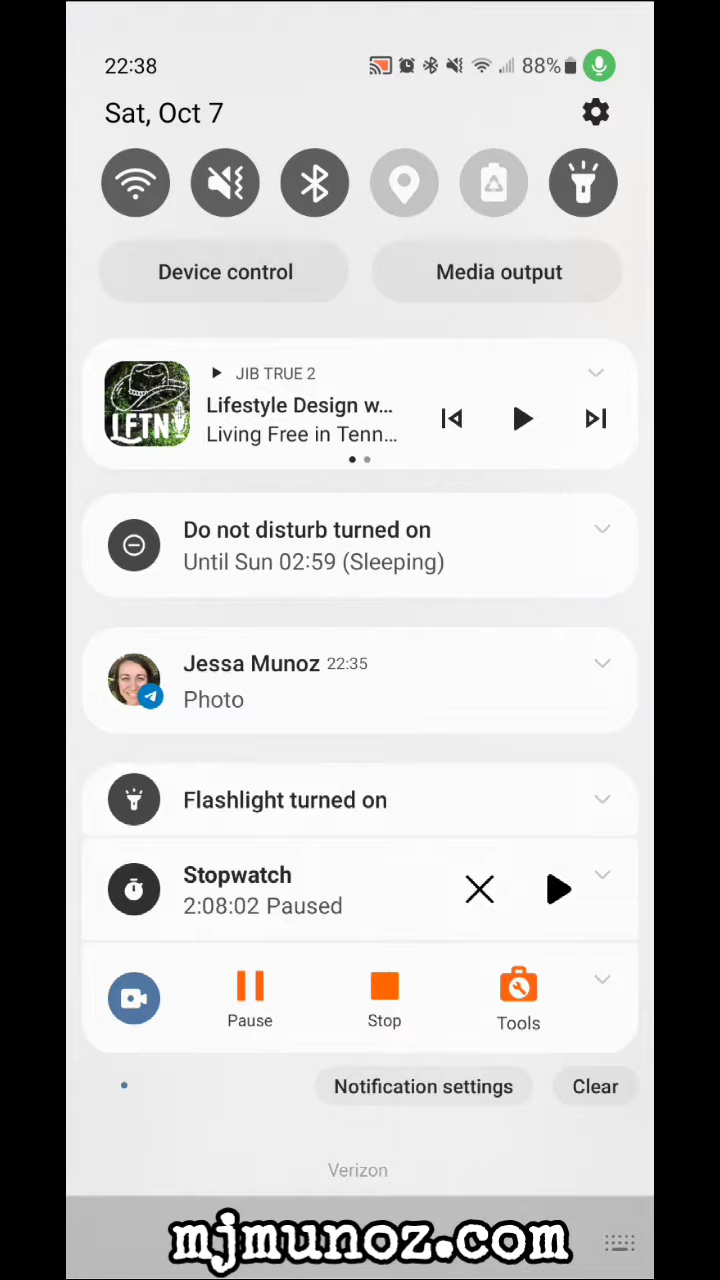 22:38
88%
Sat, Oct 7
Device control
Media output
JIB TRUE 2
Lifestyle Design w...
Living Free in Tenn...
LFTN
Do not disturb turned on
Until Sun 02:59 (Sleeping)
Jessa Munoz 22:35
Photo
Flashlight turned on
Stopwatch
2:08:02 Paused
Pause
Stop
Tools
Notification settings
Clear
Verizon
mjmunoz.com